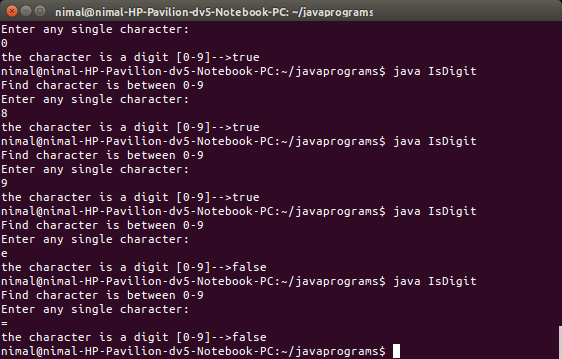 nimal@nimal-HP-Pavilion-dv5-Notebook-PC: ~/javaprograms
Enter any single character:
0
the character is a digit [0-9]-->true
nimal@nimal-HP-Pavilion-dv5-Notebook-PC:~/javaprograms$ java IsDigit
Find character is between 0-9
Enter any single character:
8
the character is a digit [0-9]-->true
nimal@nimal-HP-Pavilion-dv5-Notebook-PC:~/javaprograms$ java IsDigit
Find character is between 0-9
Enter any single character:
9
the character is a digit [0-9]-->true
nimal@nimal-HP-Pavilion-dv5-Notebook-PC:~/javaprograms$ java IsDigit
Find character is between 0-9
Enter any single character:
e
the character is a digit [0-9]-->false
nimal@nimal-HP-Pavilion-dv5-Notebook-PC:~/javaprograms$ java IsDigit
Find character is between 0-9
Enter any single character:
=
the character is a digit [0-9]-->false
nimal@nimal-HP-Pavilion-dv5-Notebook-PC:~/javaprograms$